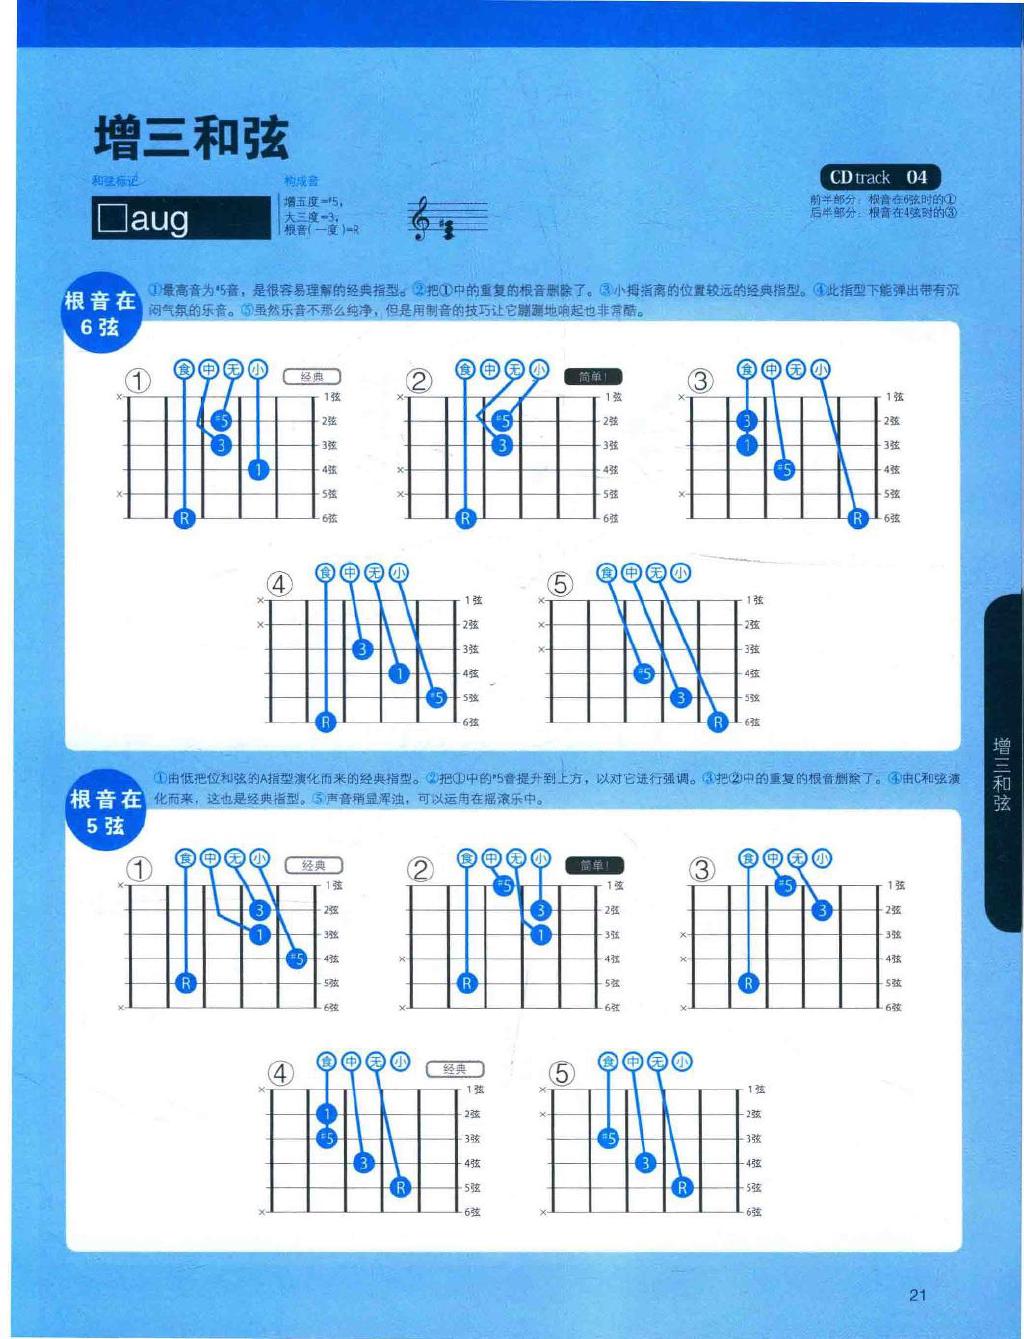 增三和弦
和弦标记
构成音
□aug
增五度=#5,
大三度=3,
根音(一度)=R
CD track 04
前半部分：根音在6弦时的①
后半部分：根音在4弦时的③
根音在
6弦
①最高音为#5音，是很容易理解的经典指型。②把①中的重复的根音删除了。③小拇指离的位置较远的经典指型。④此指型下能弹出带有沉
闷气氛的乐音。⑤虽然乐音不那么纯净，但是用制音的技巧让它蹦蹦地响起也非常酷。
① 食 中 无 小 经典
× 1弦
#5 2弦
3 3弦
1 4弦
× 5弦
R 6弦
② 食 中 无 小 简单！
× 1弦
#5 2弦
3 3弦
× 4弦
× 5弦
R 6弦
③ 食 中 无 小
× 1弦
3 2弦
1 3弦
#5 4弦
× 5弦
R 6弦
④ 食 中 无 小
× 1弦
× 2弦
3 3弦
1 4弦
#5 5弦
R 6弦
⑤ 食 中 无 小
× 1弦
× 2弦
× 3弦
#5 4弦
3 5弦
R 6弦
增三和弦
根音在
5弦
①由低把位和弦的A指型演化而来的经典指型。②把①中的#5音提升到上方，以对它进行强调。③把②中的重复的根音删除了。④由C和弦演
化而来，这也是经典指型。⑤声音稍显浑浊，可以运用在摇滚乐中。
① 食 中 无 小 经典
× 1弦
3 2弦
1 3弦
#5 4弦
R 5弦
× 6弦
② 食 中 无 小 简单！
#5 1弦
3 2弦
1 3弦
× 4弦
R 5弦
× 6弦
③ 食 中 无 小
#5 1弦
3 2弦
× 3弦
× 4弦
R 5弦
× 6弦
④ 食 中 无 小 经典
× 1弦
1 2弦
#5 3弦
3 4弦
R 5弦
× 6弦
⑤ 食 中 无 小
× 1弦
× 2弦
#5 3弦
3 4弦
R 5弦
× 6弦
21